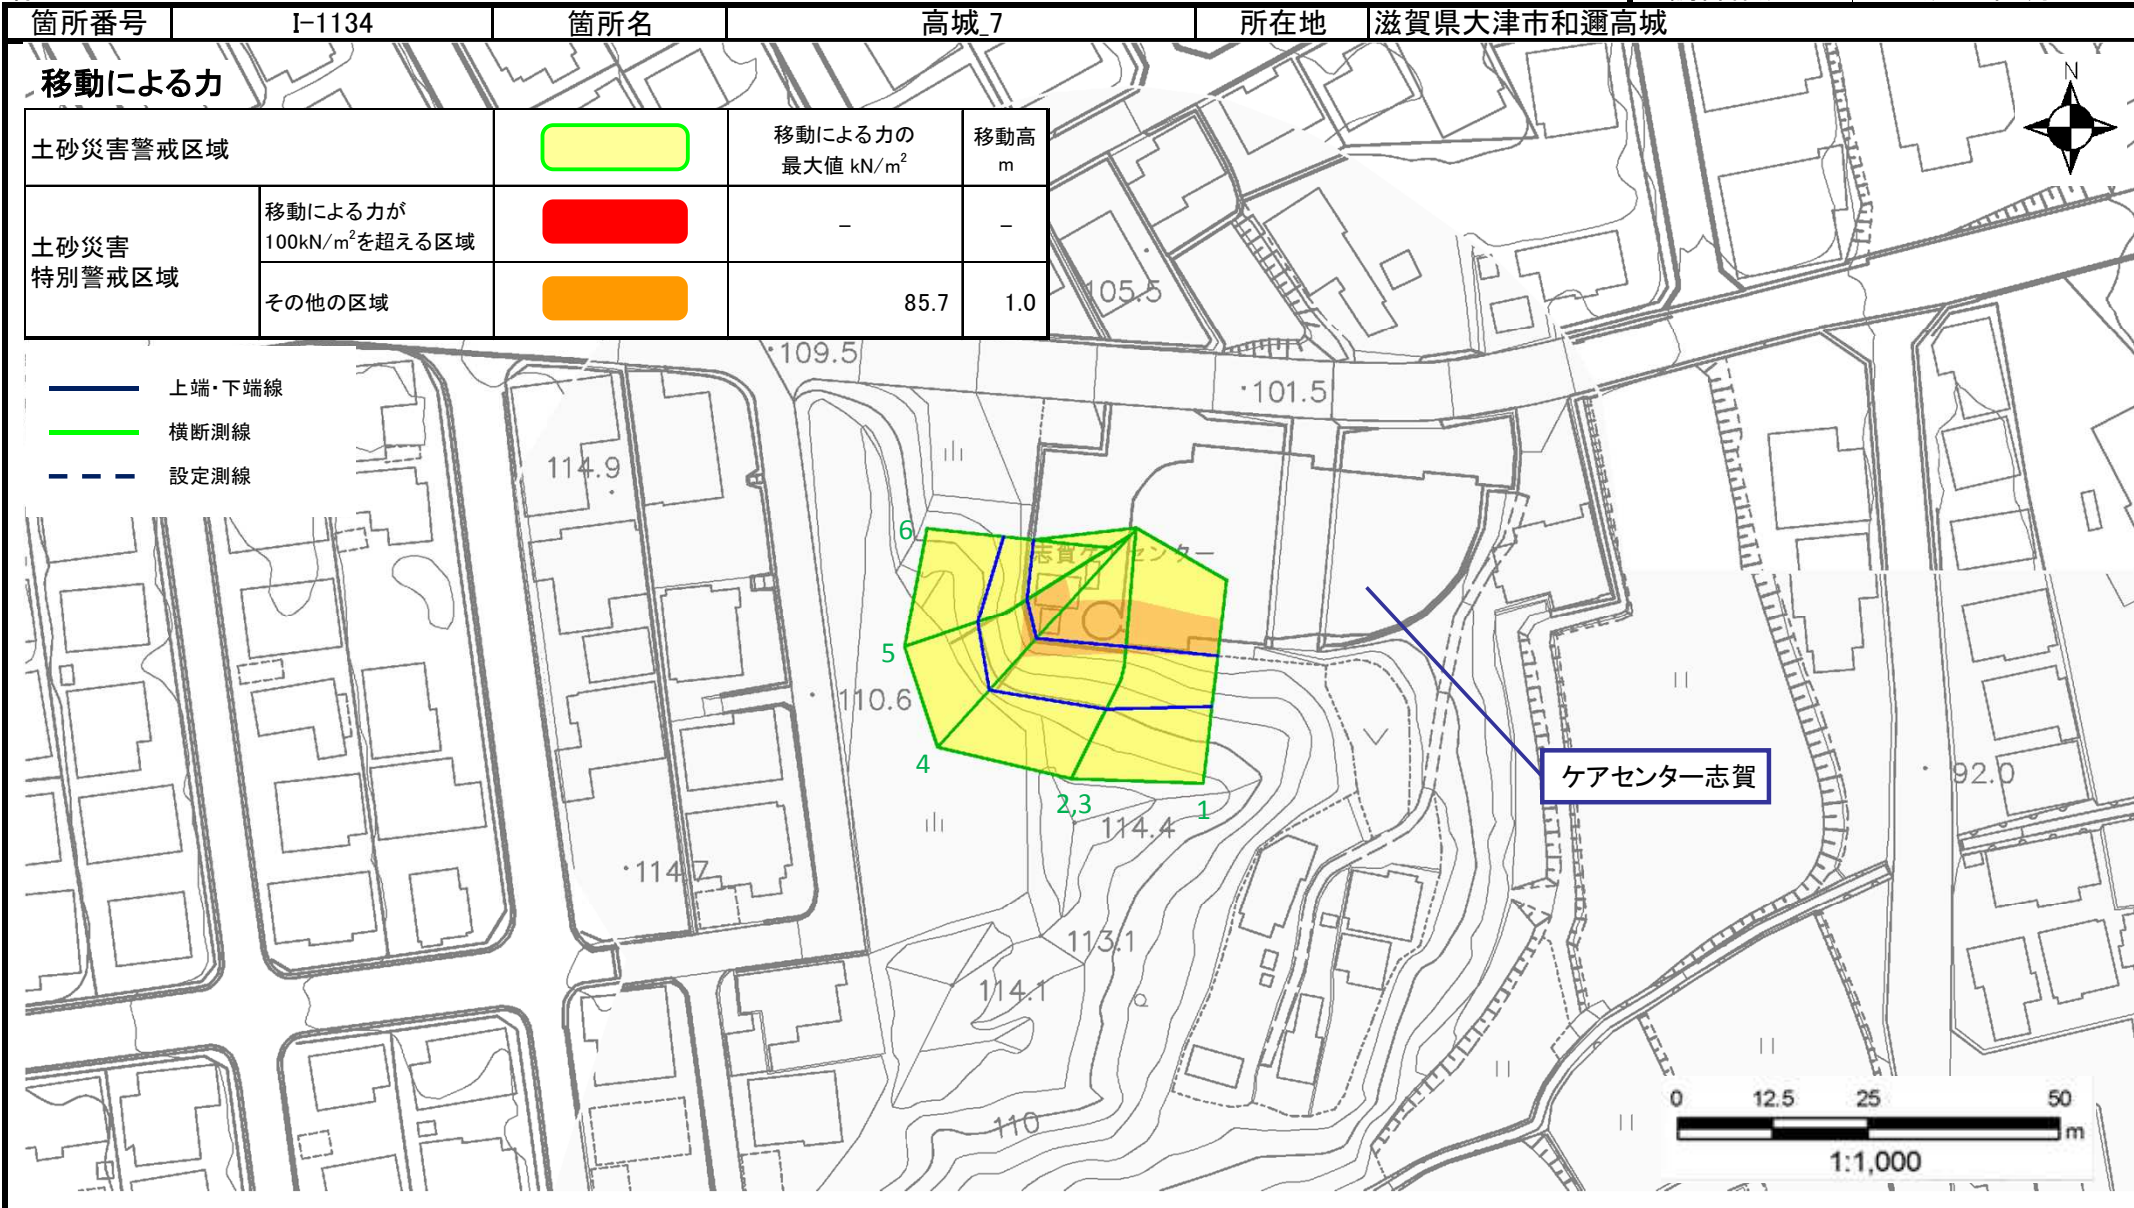 箇所番号 I-1134 箇所名 高城_7 所在地 滋賀県大津市和邇高城
移動による力
土砂災害警戒区域
移動による力の
最大値 kN/m²
移動高
m
土砂災害
特別警戒区域
移動による力が
100kN/m²を超える区域
－ －
その他の区域
85.7 1.0
上端・下端線
横断測線
設定測線
N
105.5
109.5
101.5
114.9
6
5
110.6
4
2,3
1
114.4
ケアセンター志賀
92.0
114.7
113.1
114.1
110
0 12.5 25 50
m
1:1,000